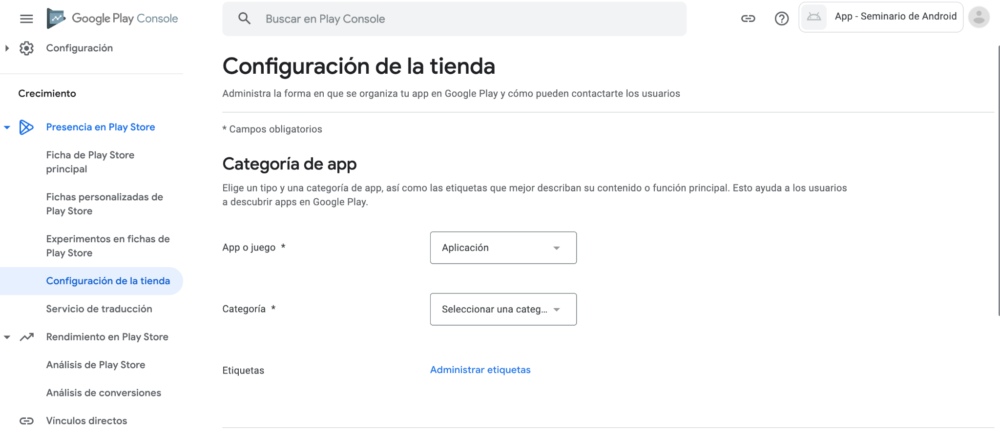 Google Play Console
Buscar en Play Console
App - Seminario de Android
Configuración
Crecimiento
Presencia en Play Store
Ficha de Play Store
principal
Fichas personalizadas de
Play Store
Experimentos en fichas de
Play Store
Configuración de la tienda
Servicio de traducción
Rendimiento en Play Store
Análisis de Play Store
Análisis de conversiones
Vínculos directos
Configuración de la tienda
Administra la forma en que se organiza tu app en Google Play y cómo pueden contactarte los usuarios
* Campos obligatorios
Categoría de app
Elige un tipo y una categoría de app, así como las etiquetas que mejor describan su contenido o función principal. Esto ayuda a los usuarios
a descubrir apps en Google Play.
App o juego *
Aplicación
Categoría *
Seleccionar una categ...
Etiquetas
Administrar etiquetas